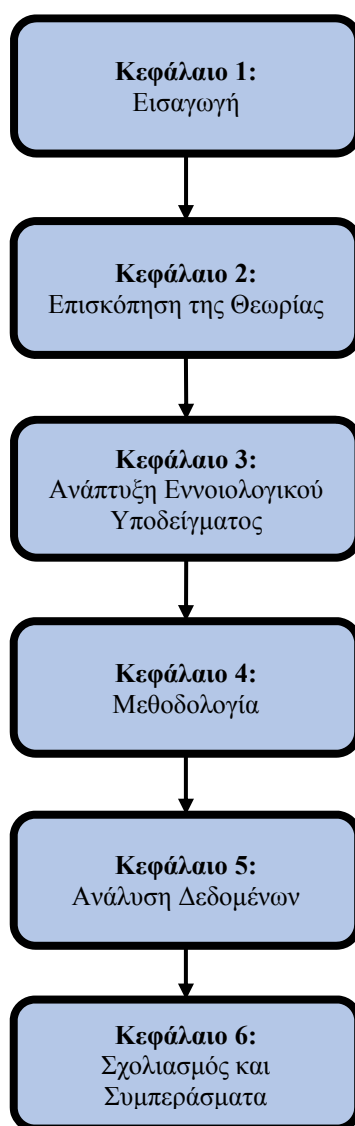 Κεφάλαιο 1:
Εισαγωγή
Κεφάλαιο 2:
Επισκόπηση της Θεωρίας
Κεφάλαιο 3:
Ανάπτυξη Εννοιολογικού
Υποδείγματος
Κεφάλαιο 4:
Μεθοδολογία
Κεφάλαιο 5:
Ανάλυση Δεδομένων
Κεφάλαιο 6:
Σχολιασμός και
Συμπεράσματα